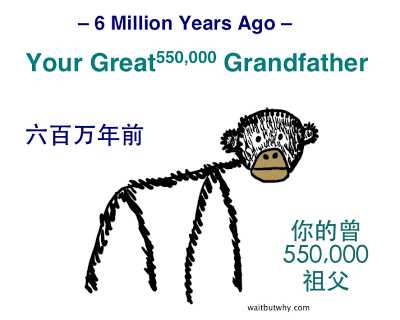 – 6 Million Years Ago –
Your Great550,000 Grandfather
六百万年前
你的曾
550,000
祖父
waitbutwhy.com